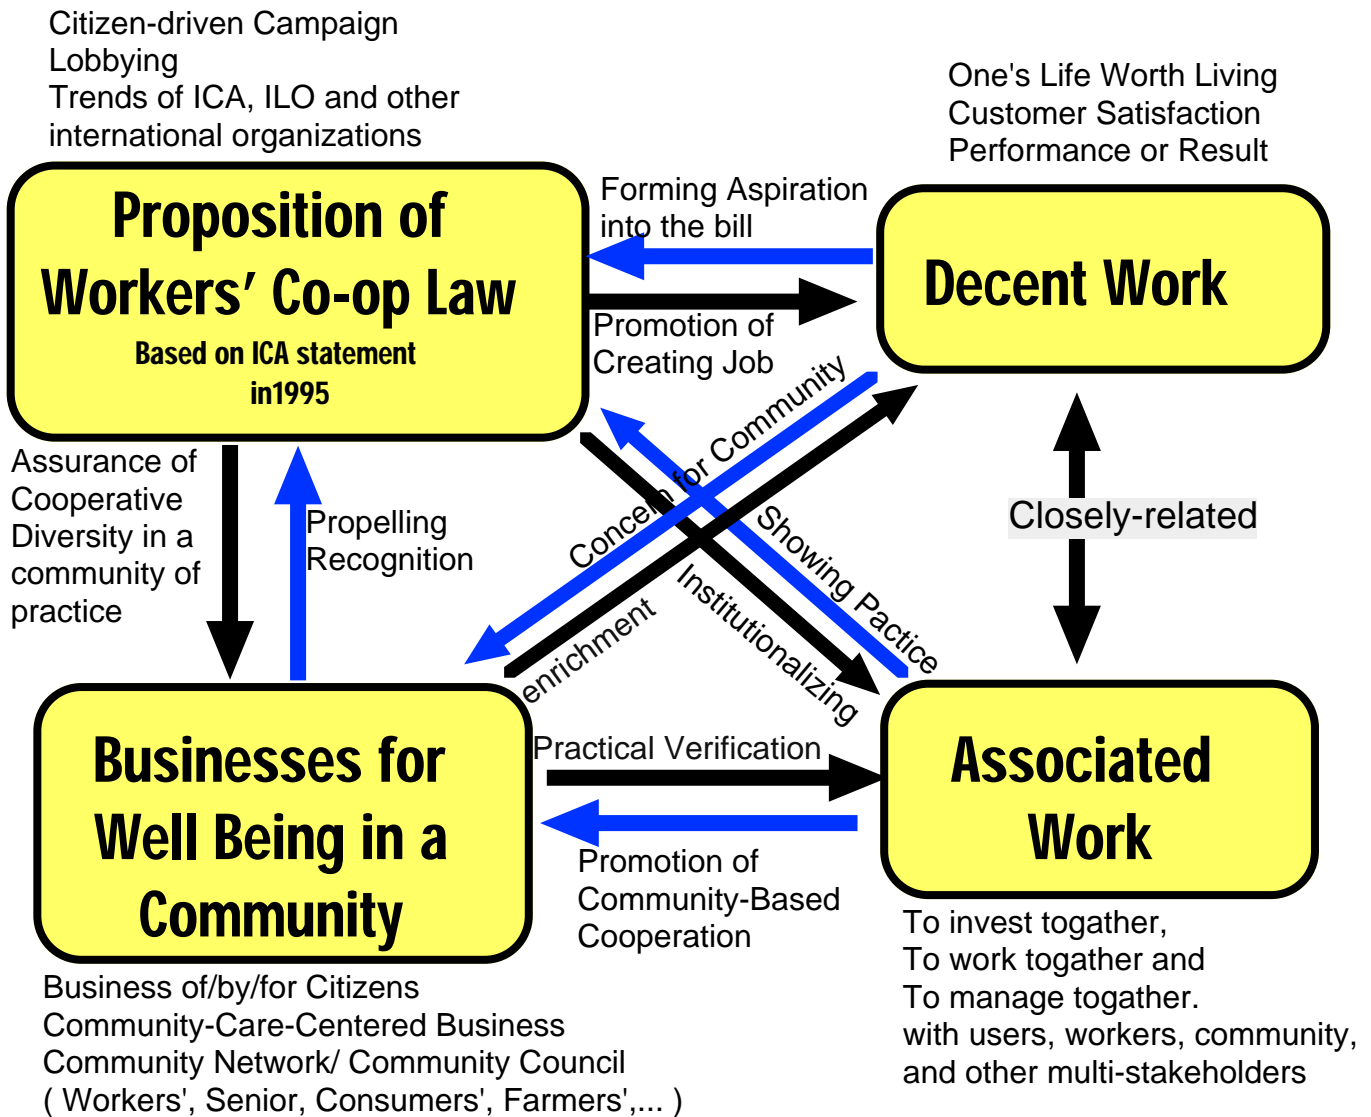 Citizen-driven Campaign
Lobbying
Trends of ICA, ILO and other
international organizations
One's Life Worth Living
Customer Satisfaction
Performance or Result
Proposition of
Workers’ Co-op Law
Based on ICA statement
in1995
Forming Aspiration
into the bill
Decent Work
Promotion of
Creating Job
Assurance of
Cooperative
Diversity in a
community of
practice
Propelling
Recognition
Concern for Community
enrichment
Showing Pactice
Institutionalizing
Closely-related
Businesses for
Well Being in a
Community
Practical Verification
Promotion of
Community-Based
Cooperation
Associated
Work
Business of/by/for Citizens
Community-Care-Centered Business
Community Network/ Community Council
( Workers', Senior, Consumers', Farmers',... )
To invest togather,
To work togather and
To manage togather.
with users, workers, community,
and other multi-stakeholders